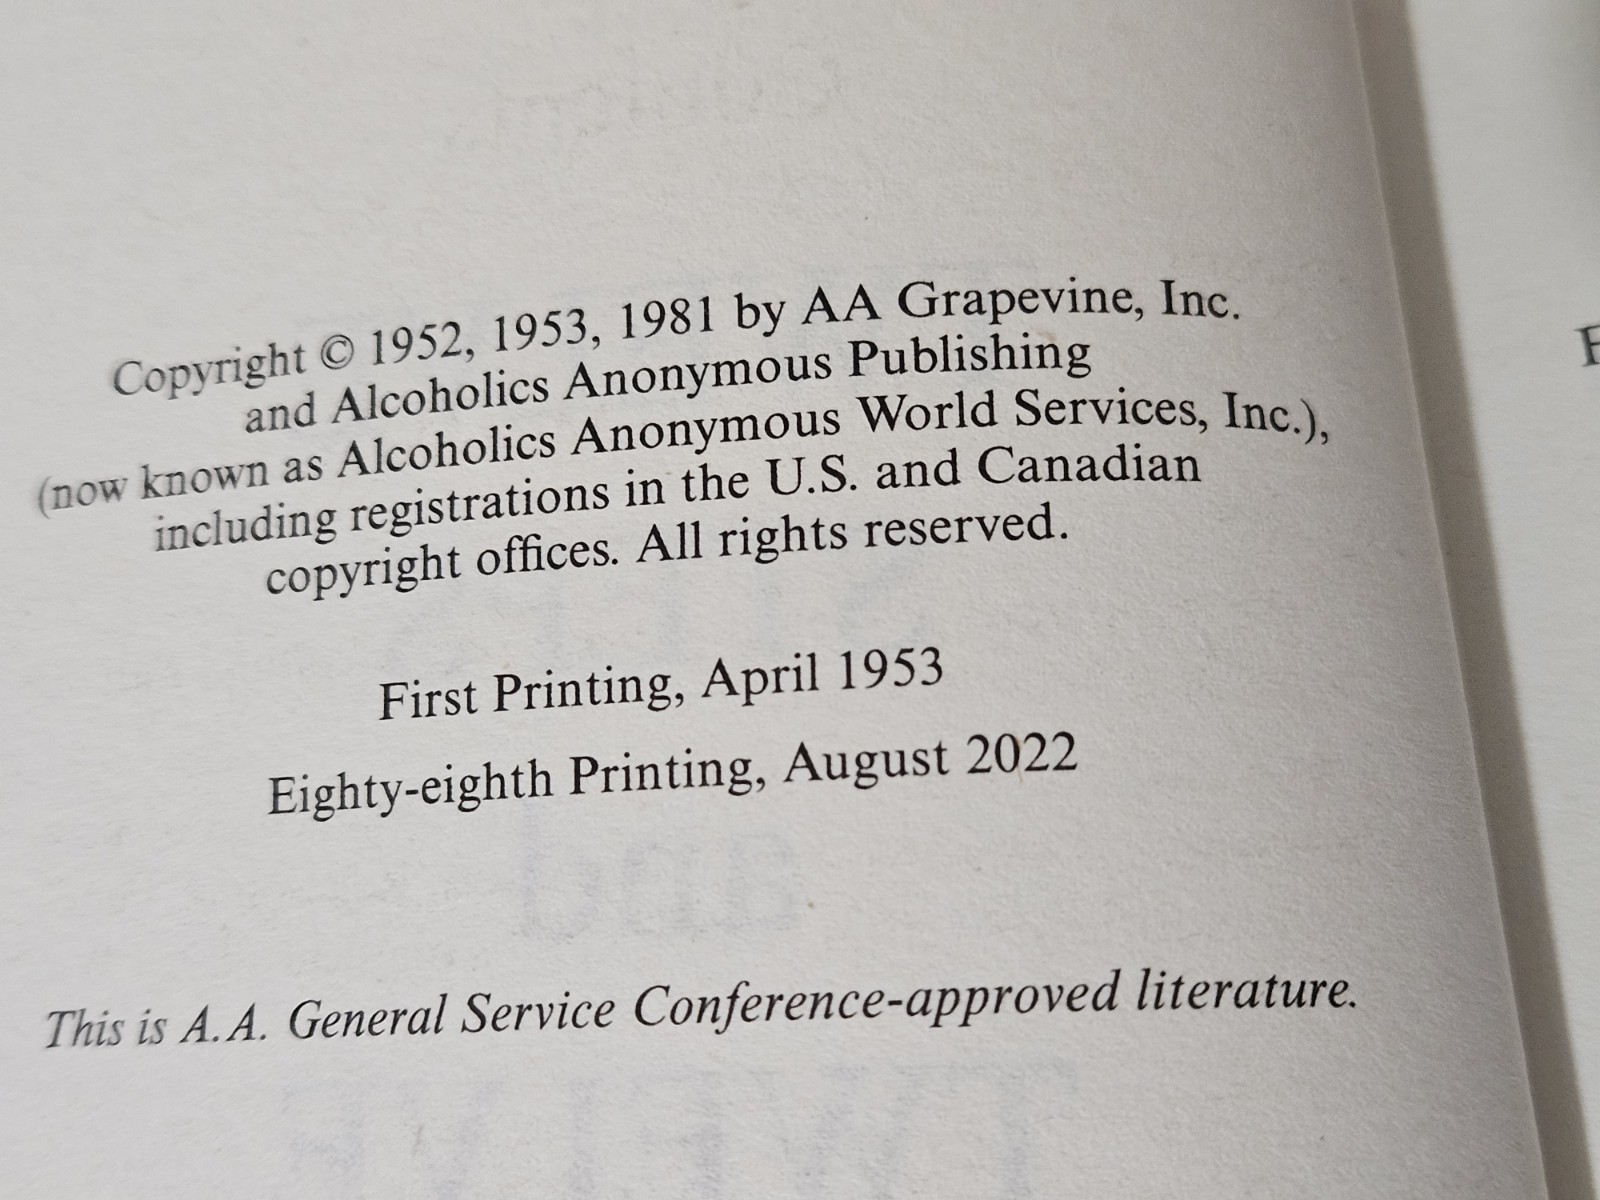 Copyright © 1952, 1953, 1981 by AA Grapevine, Inc.
and Alcoholics Anonymous Publishing
(now known as Alcoholics Anonymous World Services, Inc.),
including registrations in the U.S. and Canadian
copyright offices. All rights reserved.
First Printing, April 1953
Eighty-eighth Printing, August 2022
This is A.A. General Service Conference-approved literature.